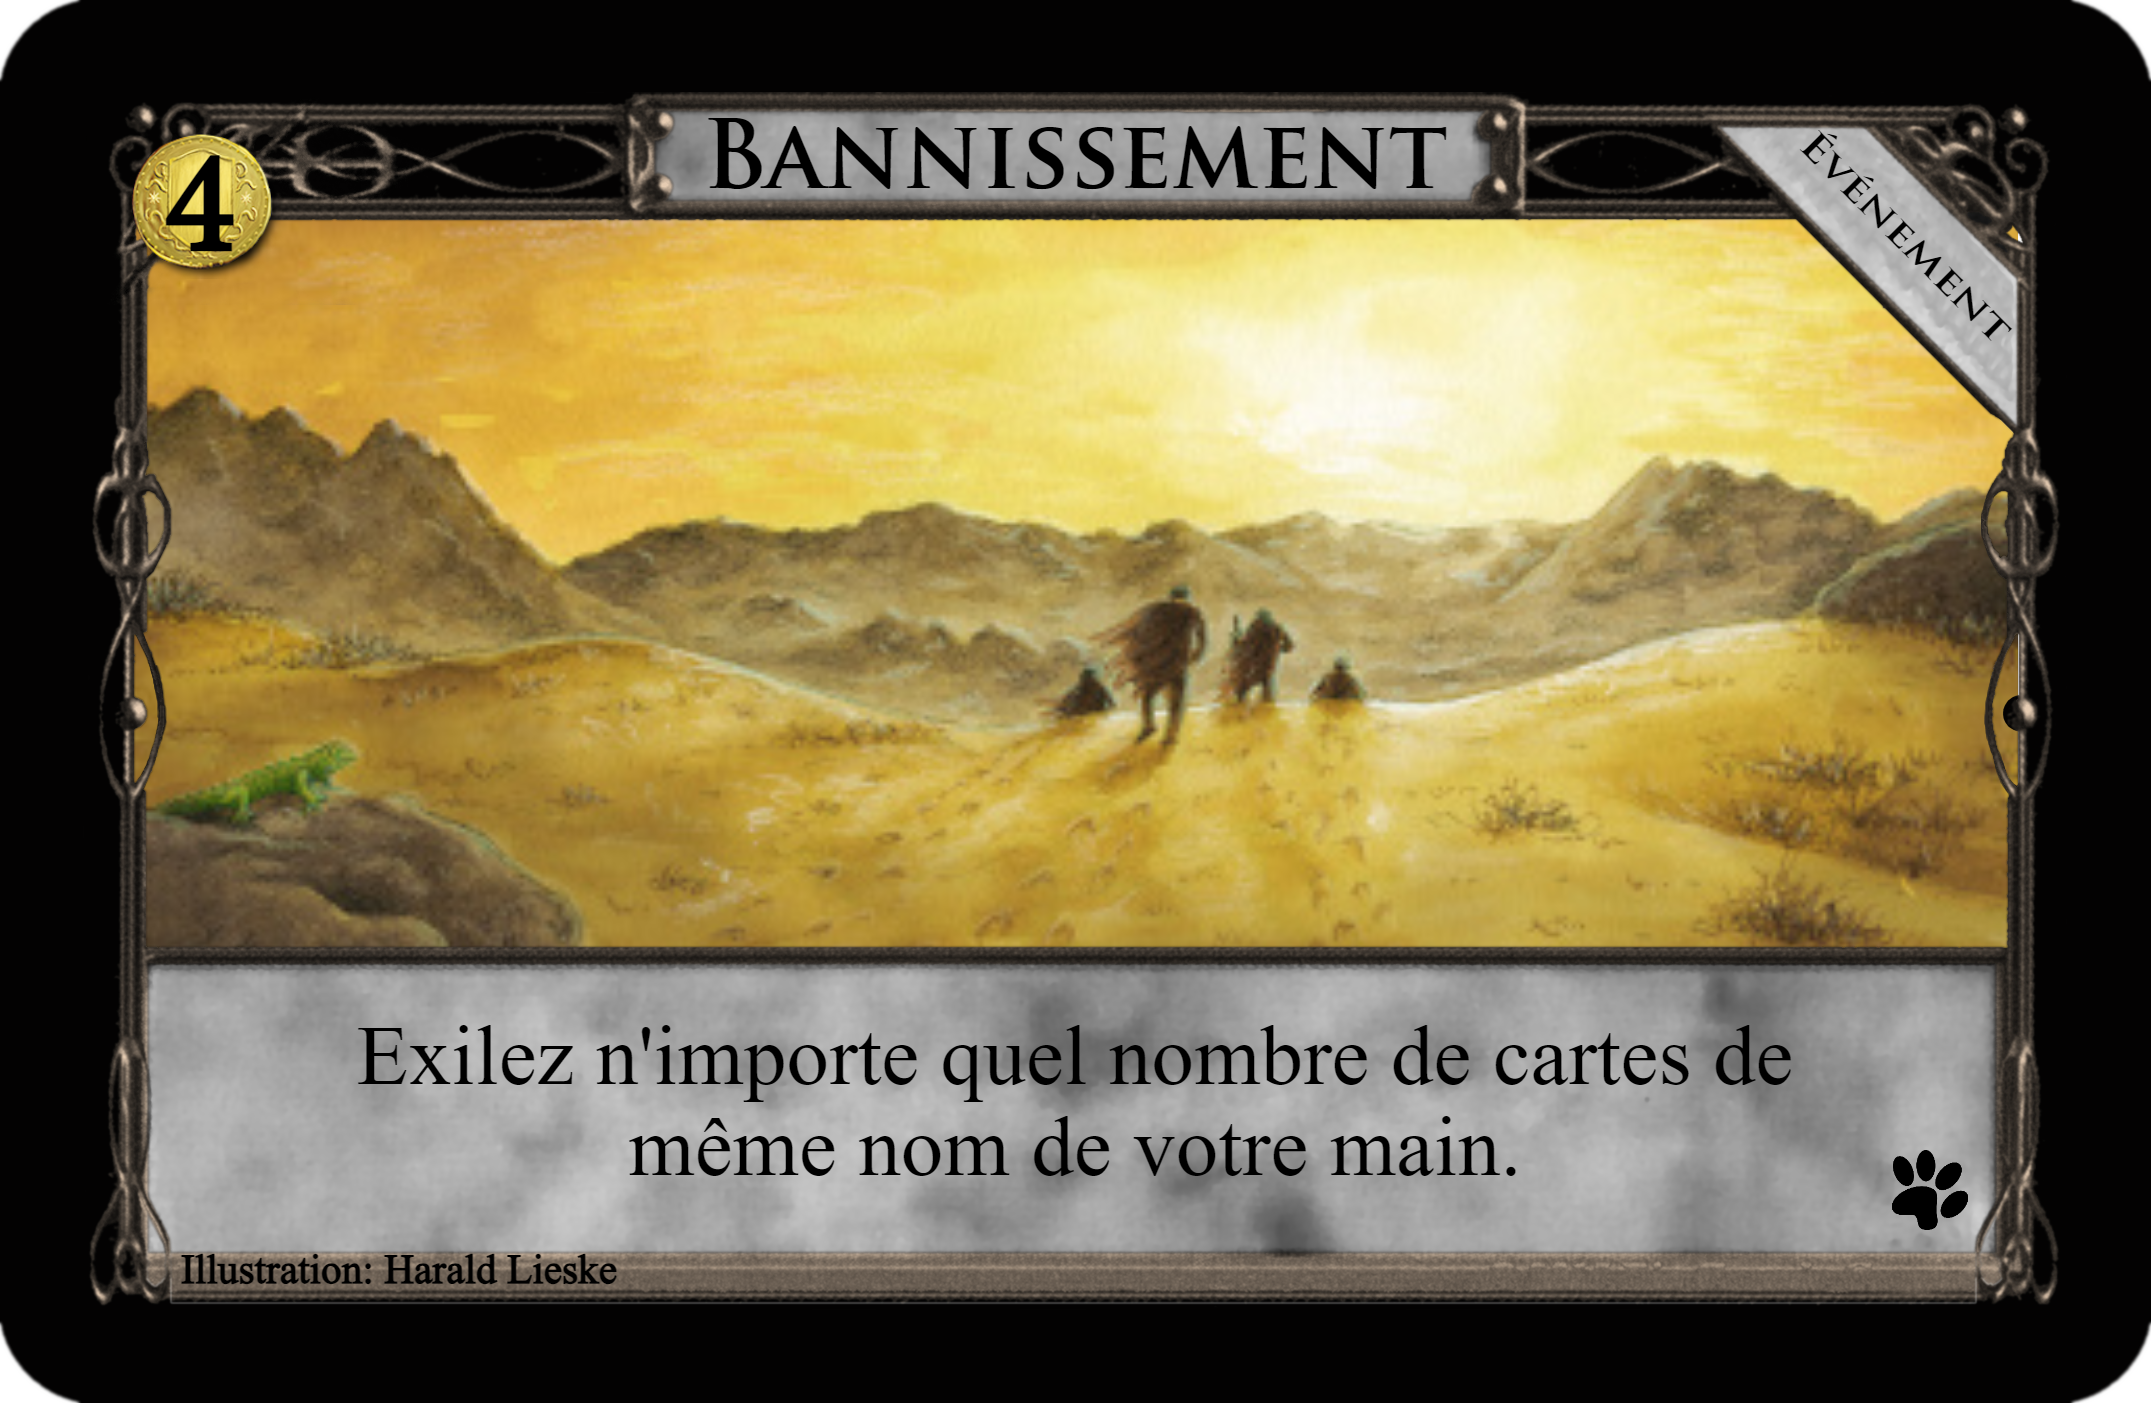 4
BANNISSEMENT
ÉVÉNEMENT
Exilez n'importe quel nombre de cartes de
même nom de votre main.
Illustration: Harald Lieske